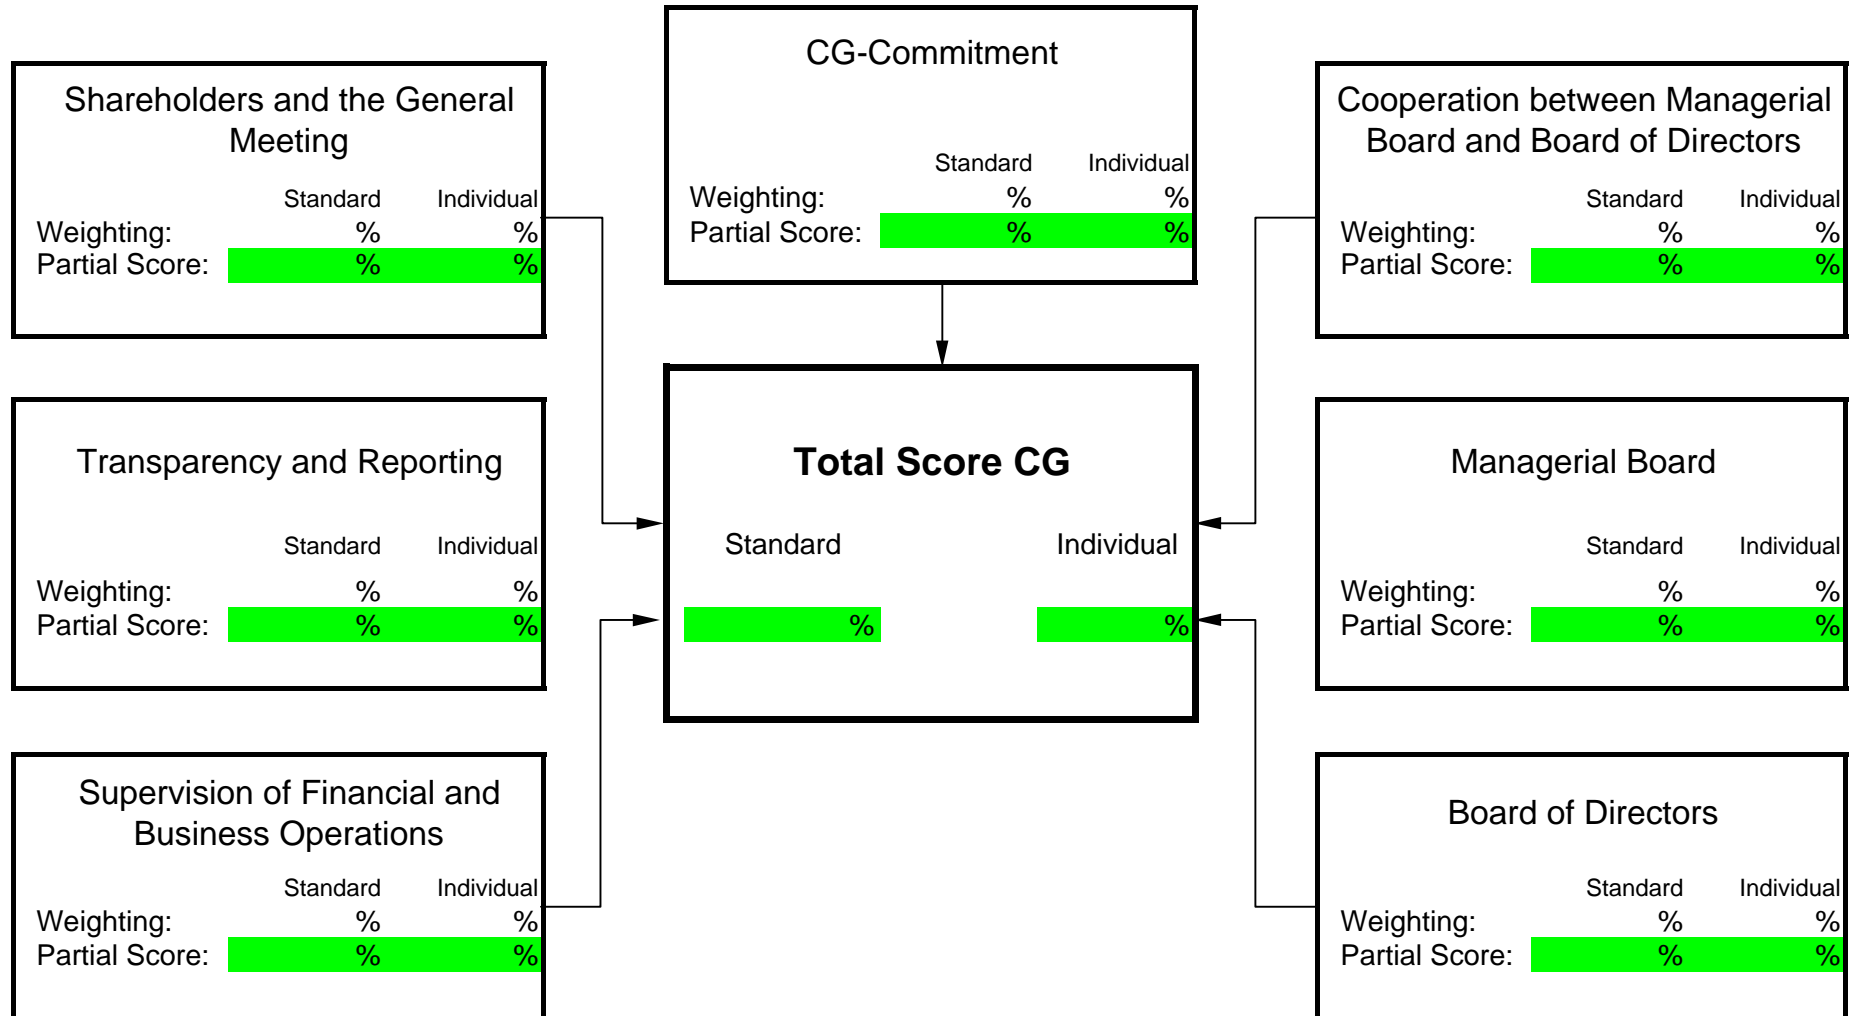 CG-Commitment
Standard Individual
Weighting: % %
Partial Score: % %
Shareholders and the General
Meeting
Standard Individual
Weighting: % %
Partial Score: % %
Cooperation between Managerial
Board and Board of Directors
Standard Individual
Weighting: % %
Partial Score: % %
Transparency and Reporting
Standard Individual
Weighting: % %
Partial Score: % %
Total Score CG
Standard Individual
% %
Managerial Board
Standard Individual
Weighting: % %
Partial Score: % %
Supervision of Financial and
Business Operations
Standard Individual
Weighting: % %
Partial Score: % %
Board of Directors
Standard Individual
Weighting: % %
Partial Score: % %